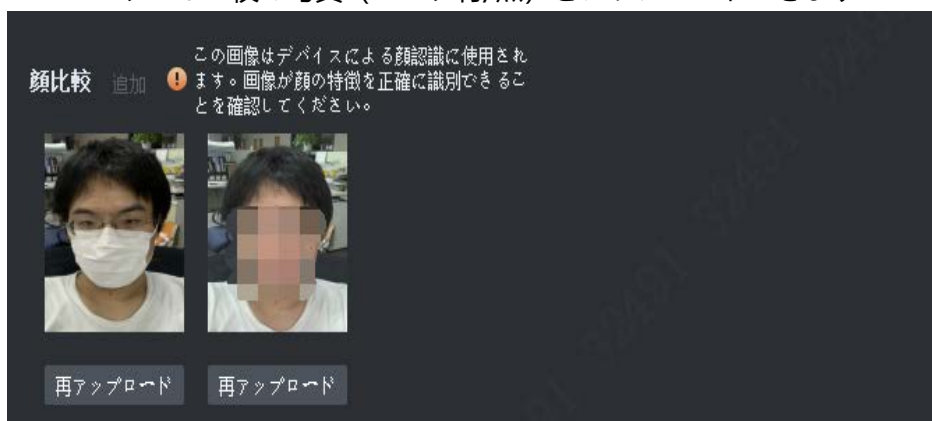 この画像はデバイスによる顔認識に使用され
顔比較 追加 ! ます。画像が顔の特徴を正確に識別できるこ
とを確認してください。
再アップロード 再アップロード
52491 52491
52491